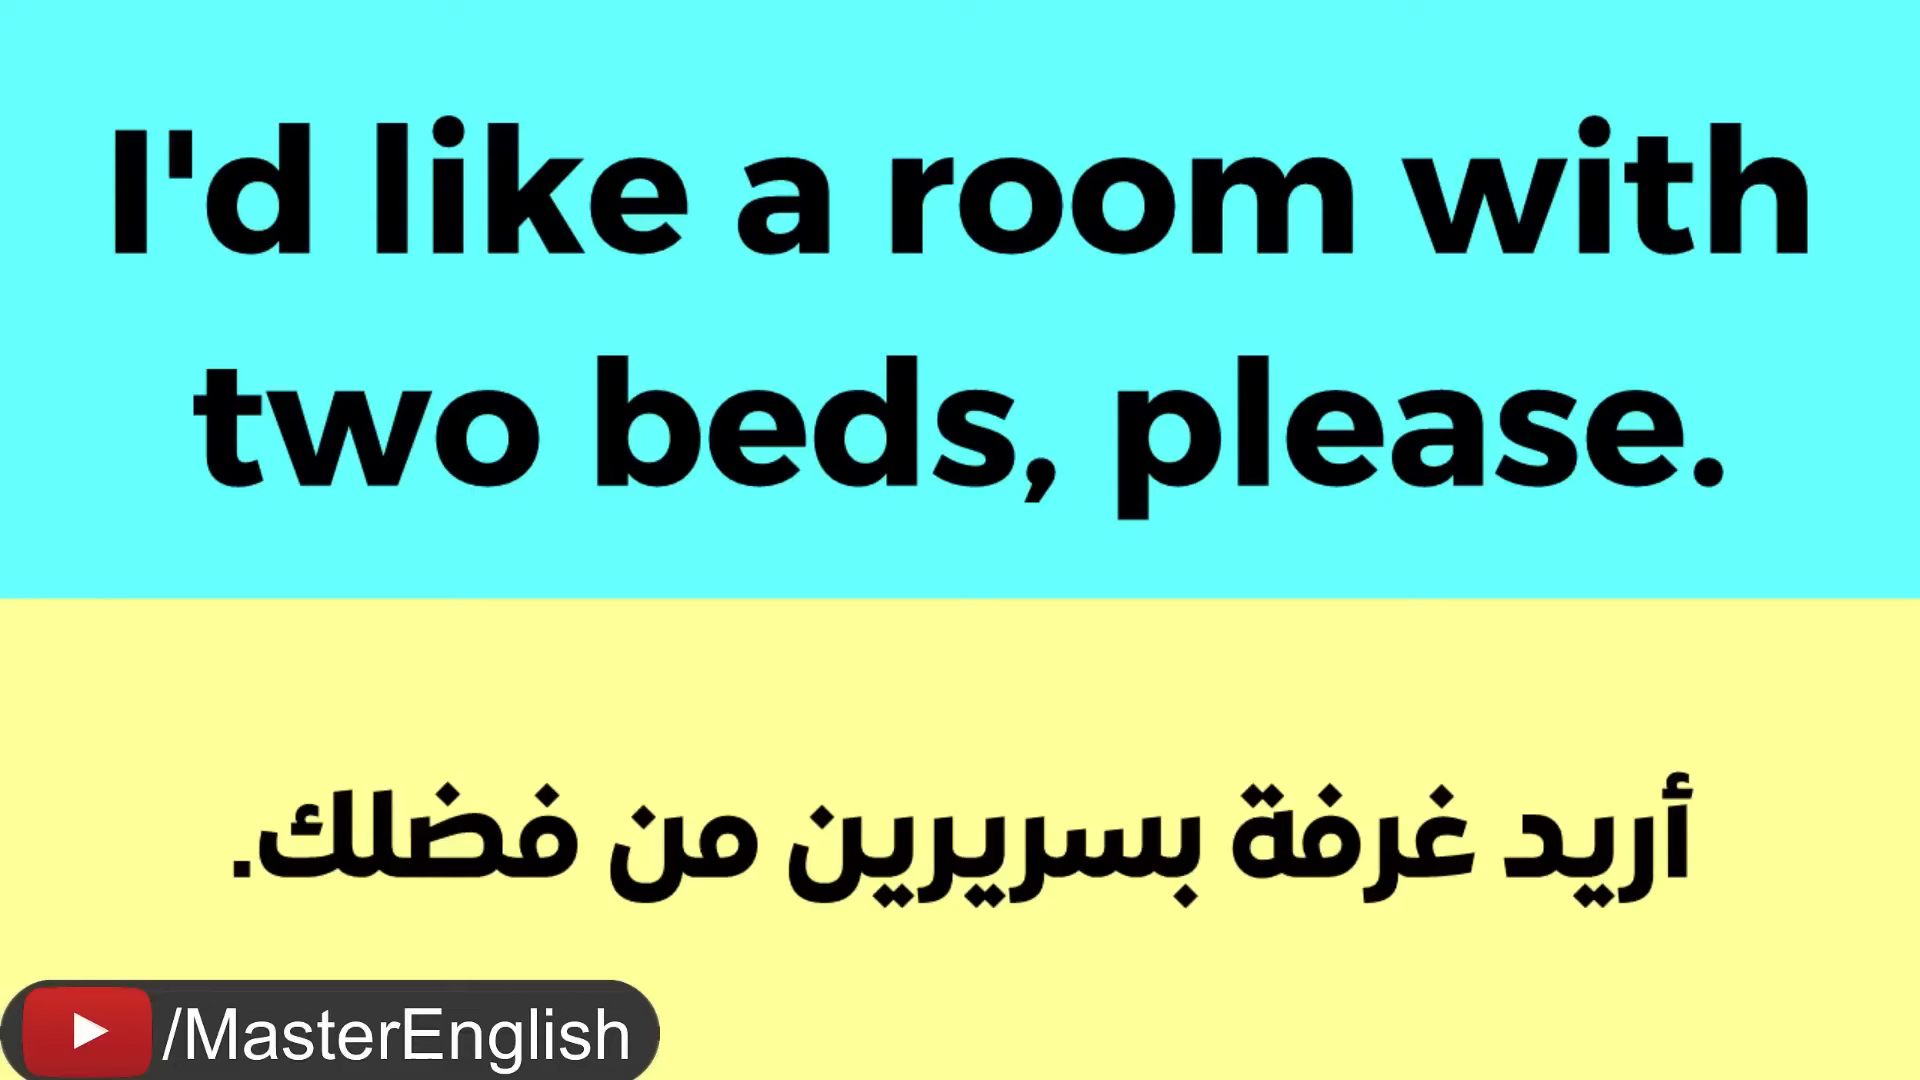 I'd like a room with
two beds, please.
أريد غرفة بسريرين من فضلك.
/MasterEnglish